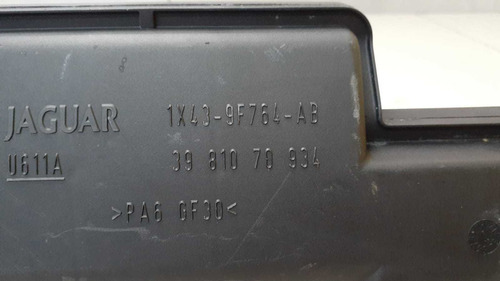 JAGUAR 1X43-9F764-AB
U611A 39 810 70 934
>PA6 GF30<